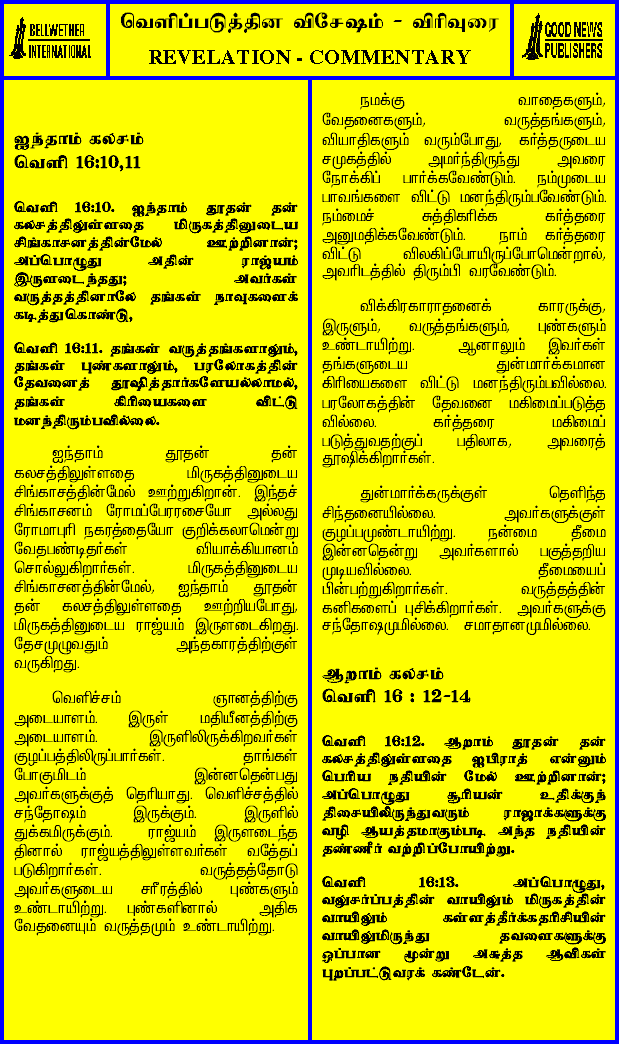 BELLWETHER
INTERNATIONAL
வெளிப்படுத்தின விசேஷம் - விரிவுரை
REVELATION - COMMENTARY
GOOD NEWS
PUBLISHERS
ஐந்தாம் கலசம்
வெளி 16:10,11
வெளி 16:10. ஐந்தாம் தூதன் தன்
கலசத்திலுள்ளதை மிருகத்தினுடைய
சிங்காசனத்தின்மேல் ஊற்றினான்;
அப்பொழுது அதின் ராஜ்யம்
இருளடைந்தது; அவர்கள்
வருத்தத்தினாலே தங்கள் நாவுகளைக்
கடித்துகொண்டு,
வெளி 16:11. தங்கள் வருத்தங்களாலும்,
தங்கள் புண்களாலும், பரலோகத்தின்
தேவனைத் தூஷித்தார்களேயல்லாமல்,
தங்கள் கிரியைகளை விட்டு
மனந்திரும்பவில்லை.
ஐந்தாம் தூதன் தன்
கலசத்திலுள்ளதை மிருகத்தினுடைய
சிங்காசத்தின்மேல் ஊற்றுகிறான். இந்தச்
சிங்காசனம் ரோமப்பேரரசையோ அல்லது
ரோமாபுரி நகரத்தையோ குறிக்கலாமென்று
வேதபண்டிதர்கள் வியாக்கியானம்
சொல்லுகிறார்கள். மிருகத்தினுடைய
சிங்காசனத்தின்மேல், ஐந்தாம் தூதன்
தன் கலசத்திலுள்ளதை ஊற்றியபோது,
மிருகத்தினுடைய ராஜ்யம் இருளடைகிறது.
தேசமுழுவதும் அந்தகாரத்திற்குள்
வருகிறது.
வெளிச்சம் ஞானத்திற்கு
அடையாளம். இருள் மதியீனத்திற்கு
அடையாளம். இருளிலிருக்கிறவர்கள்
குழப்பத்திலிருப்பார்கள். தாங்கள்
போகுமிடம் இன்னதென்பது
அவர்களுக்குத் தெரியாது. வெளிச்சத்தில்
சந்தோஷம் இருக்கும். இருளில்
துக்கமிருக்கும். ராஜ்யம் இருளடைந்த
தினால் ராஜ்யத்திலுள்ளவர்கள் வதேத்தப்
படுகிறார்கள். வருத்தத்தோடு
அவர்களுடைய சரீரத்தில் புண்களும்
உண்டாயிற்று. புண்களினால் அதிக
வேதனையும் வருத்தமும் உண்டாயிற்று.
நமக்கு வாதைகளும்,
வேதனைகளும், வருத்தங்களும்,
வியாதிகளும் வரும்போது, கர்த்தருடைய
சமுகத்தில் அமர்ந்திருந்து அவரை
நோக்கிப் பார்க்கவேண்டும். நம்முடைய
பாவங்களை விட்டு மனந்திரும்பவேண்டும்.
நம்மைச் சுத்திகரிக்க கர்த்தரை
அனுமதிக்கவேண்டும். நாம் கர்த்தரை
விட்டு விலகிப்போயிருப்போமென்றால்,
அவரிடத்தில் திரும்பி வரவேண்டும்.
விக்கிரகாராதனைக் காரருக்கு,
இருளும், வருத்தங்களும், புண்களும்
உண்டாயிற்று. ஆனாலும் இவர்கள்
தங்களுடைய துன்மார்க்கமான
கிரியைகளை விட்டு மனந்திரும்பவில்லை.
பரலோகத்தின் தேவனை மகிமைப்படுத்த
வில்லை. கர்த்தரை மகிமைப்
படுத்துவதற்குப் பதிலாக, அவரைத்
தூஷிக்கிறார்கள்.
துன்மார்க்கருக்குள் தெளிந்த
சிந்தனையில்லை. அவர்களுக்குள்
குழப்பமுண்டாயிற்று. நன்மை தீமை
இன்னதென்று அவர்களால் பகுத்தறிய
முடியவில்லை. தீமையைப்
பின்பற்றுகிறார்கள். வருத்தத்தின்
கனிகளைப் புசிக்கிறார்கள். அவர்களுக்கு
சந்தோஷமுமில்லை. சமாதானமுமில்லை.
ஆறாம் கலசம்
வெளி 16 : 12-14
வெளி 16:12. ஆறாம் தூதன் தன்
கலசத்திலுள்ளதை ஐபிராத் என்னும்
பெரிய நதியின் மேல் ஊற்றினான்;
அப்பொழுது சூரியன் உதிக்குந்
திசையிலிருந்துவரும் ராஜாக்களுக்கு
வழி ஆயத்தமாகும்படி அந்த நதியின்
தண்ணீர் வற்றிப்போயிற்று.
வெளி 16:13. அப்பொழுது,
வலுசர்ப்பத்தின் வாயிலும் மிருகத்தின்
வாயிலும் கள்ளத்தீர்க்கதரிசியின்
வாயிலுமிருந்து தவளைகளுக்கு
ஒப்பான மூன்று அசுத்த ஆவிகள்
புறப்பட்டுவரக் கண்டேன்.